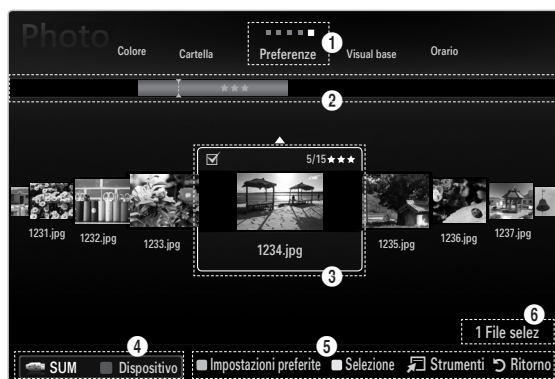 Photo
Colore Cartella Preferenze Visual base Orario
1
2
5/15★★★
1231.jpg 1232.jpg 1233.jpg 1234.jpg 1235.jpg 1236.jpg 1237.jpg
3
6
1 File selez
4 5
SUM Dispositivo Impostazioni preferite Selezione Strumenti Ritorno